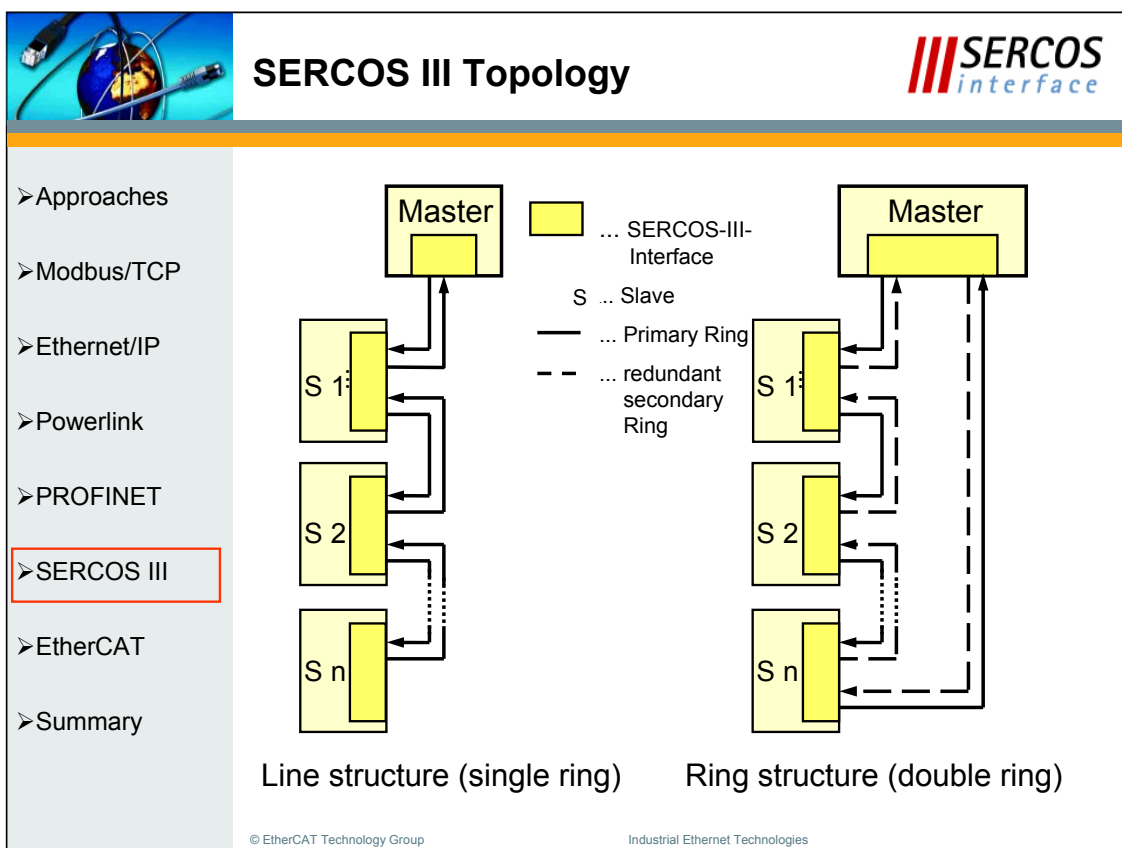 SERCOS III Topology
SERCOS
interface
➢Approaches
➢Modbus/TCP
➢Ethernet/IP
➢Powerlink
➢PROFINET
➢SERCOS III
➢EtherCAT
➢Summary
Master
S 1
S 2
S n
Line structure (single ring)
... SERCOS-III-
Interface
S ... Slave
... Primary Ring
... redundant
secondary
Ring
Master
S 1
S 2
S n
Ring structure (double ring)
© EtherCAT Technology Group
Industrial Ethernet Technologies